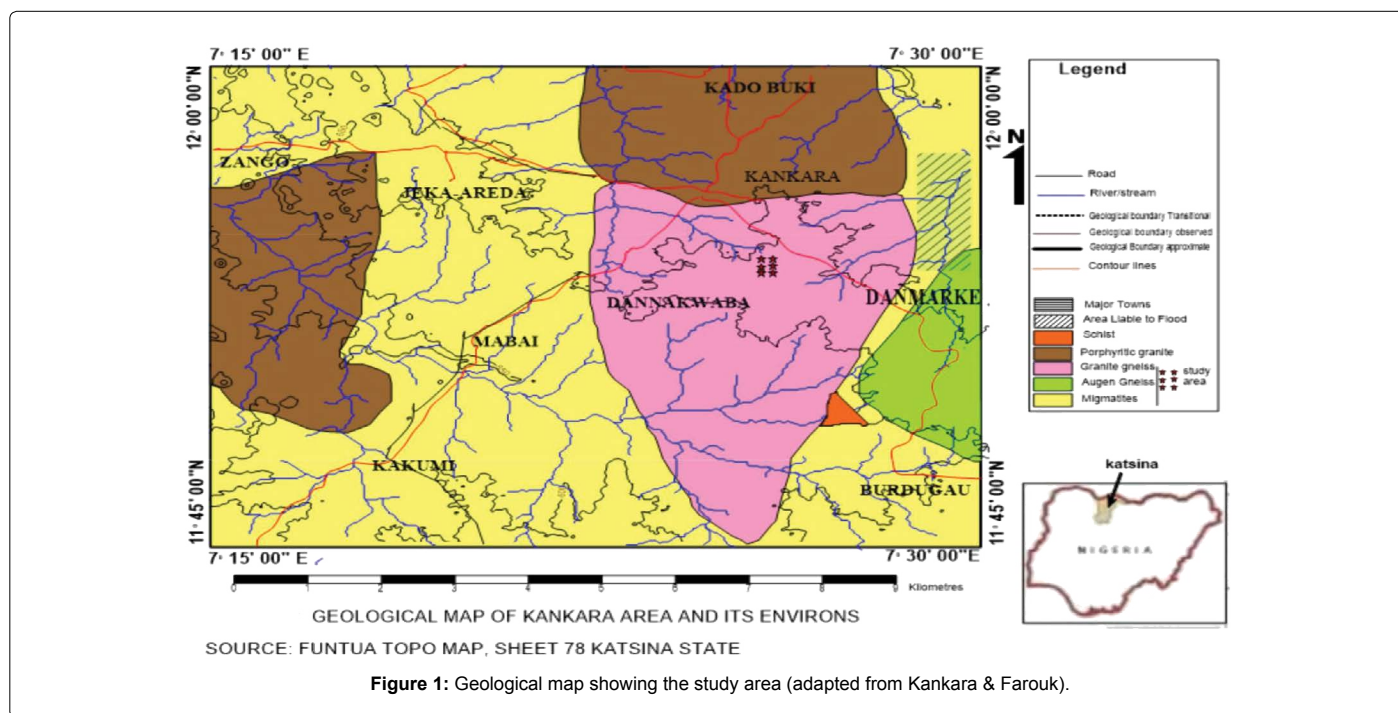 7° 15' 00" E
7° 30' 00"E
12° 00' 00"N
12° 00' 00"N
KADO BUKI
ZANGO
JEKA-AREDA
KANKARA
DANNAKWABA
DANMARKE
MABAI
KAKUMI
BURDUGAU
11° 45' 00"N
11° 45' 00"N
7° 15' 00" E
7° 30' 00"E
N
Legend
Road
River/stream
Geological boundary Transitional
Geological boundary observed
Geological Boundary approximate
Contour lines
Major Towns
Area Liable to Flood
Schist
Porphyritic granite
Granite gneiss
Augen Gneiss
Migmatites
study
area
katsina
NIGERIA
0 1 2 3 4 5 6 7 8 9 Kilometres
GEOLOGICAL MAP OF KANKARA AREA AND ITS ENVIRONS
SOURCE: FUNTUA TOPO MAP, SHEET 78 KATSINA STATE
Figure 1: Geological map showing the study area (adapted from Kankara & Farouk).